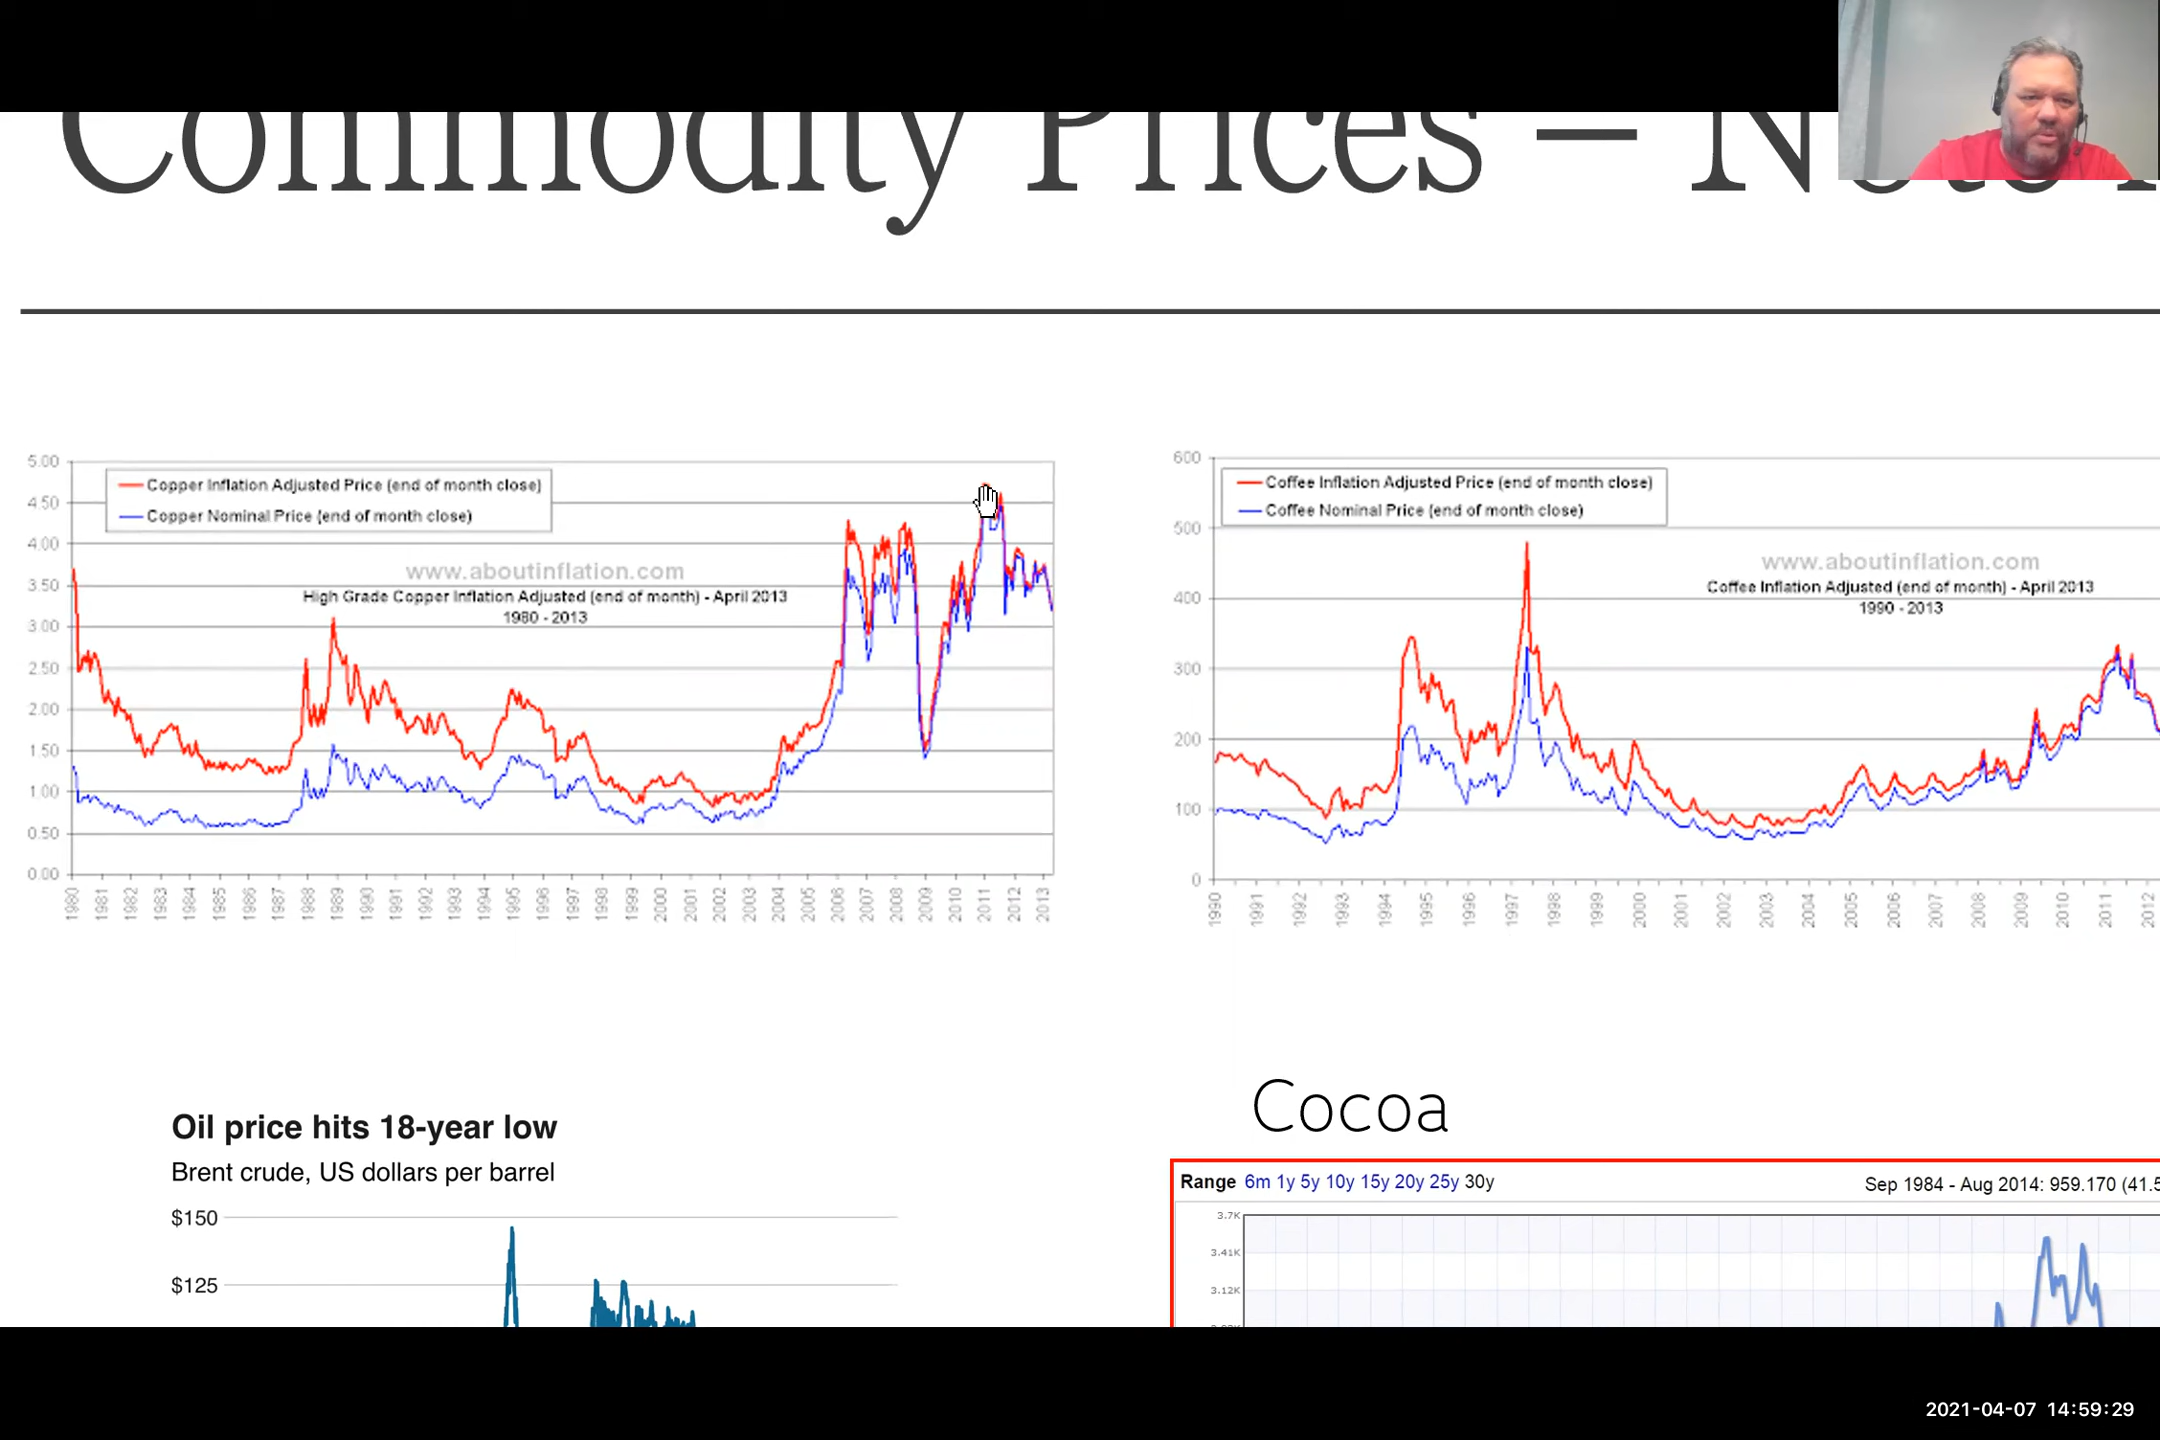 Commodity Prices –
5.00
4.50
4.00
3.50
3.00
2.50
2.00
1.50
1.00
0.50
0.00
Copper Inflation Adjusted Price (end of month close)
Copper Nominal Price (end of month close)
www.aboutinflation.com
High Grade Copper Inflation Adjusted (end of month) - April 2013
1980 - 2013
1980 1981 1982 1983 1984 1985 1986 1987 1988 1989 1990 1991 1992 1993 1994 1995 1996 1997 1998 1999 2000 2001 2002 2003 2004 2005 2006 2007 2008 2009 2010 2011 2012 2013
600
500
400
300
200
100
0
Coffee Inflation Adjusted Price (end of month close)
Coffee Nominal Price (end of month close)
www.aboutinflation.com
Coffee Inflation Adjusted (end of month) - April 2013
1990 - 2013
1990 1991 1992 1993 1994 1995 1996 1997 1998 1999 2000 2001 2002 2003 2004 2005 2006 2007 2008 2009 2010 2011 2012
Oil price hits 18-year low
Brent crude, US dollars per barrel
$150
$125
Cocoa
Range 6m 1y 5y 10y 15y 20y 25y 30y
Sep 1984 - Aug 2014: 959.170 (41.5
3.7K
3.41K
3.12K
2021-04-07 14:59:29